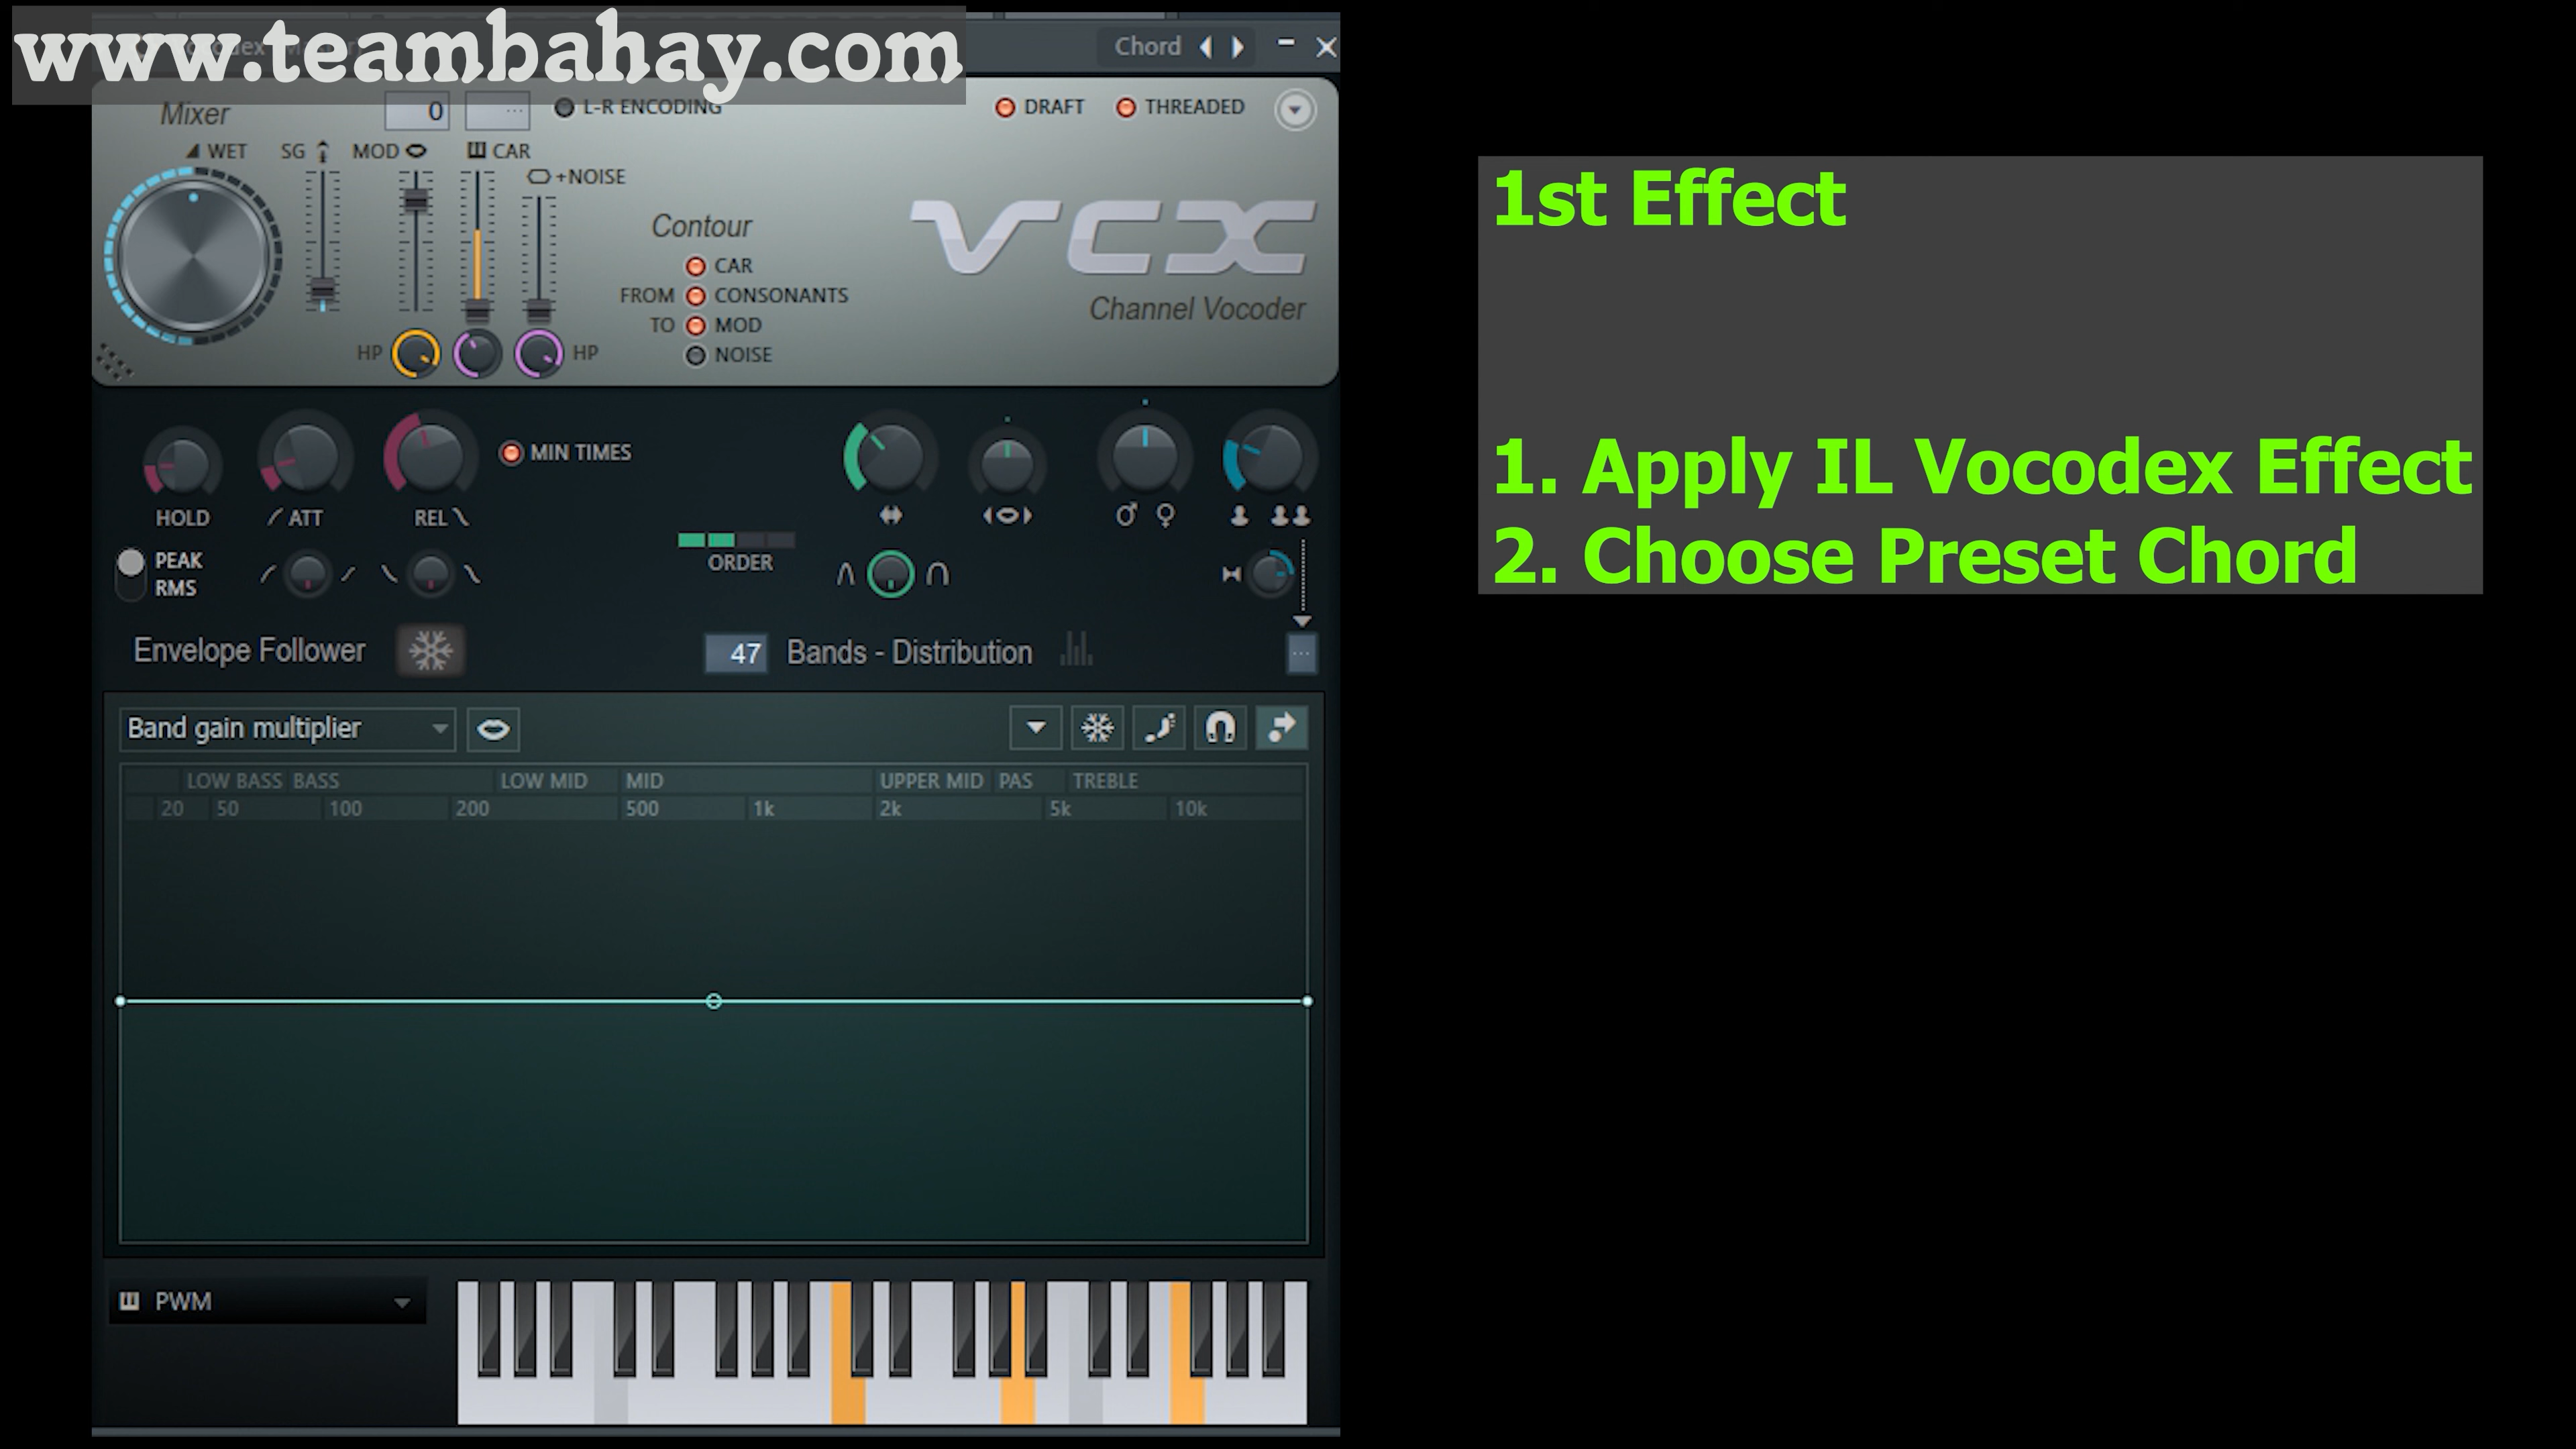 www.teambahay.com
Chord
Mixer
0
L-R ENCODING
DRAFT
THREADED
WET
SG
MOD
CAR
+NOISE
Contour
CAR
FROM
CONSONANTS
TO
MOD
NOISE
HP
HP
VCX
Channel Vocoder
1st Effect
1. Apply IL Vocodex Effect
2. Choose Preset Chord
MIN TIMES
HOLD
ATT
REL
PEAK
RMS
ORDER
Envelope Follower
47
Bands - Distribution
Band gain multiplier
LOW BASS BASS LOW MID MID UPPER MID PAS TREBLE
20 50 100 200 500 1k 2k 5k 10k
PWM